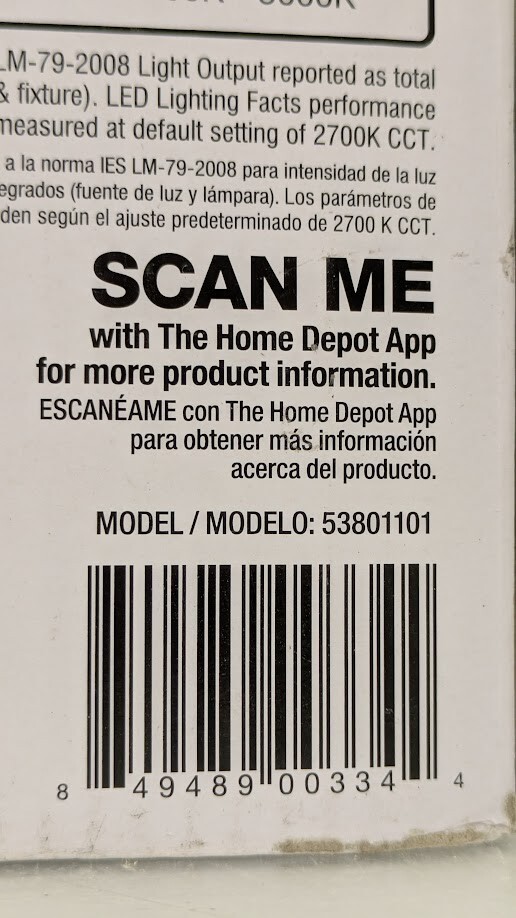 LM-79-2008 Light Output reported as total
& fixture). LED Lighting Facts performance
measured at default setting of 2700K CCT.
a la norma IES LM-79-2008 para intensidad de la luz
egrados (fuente de luz y lámpara). Los parámetros de
den según el ajuste predeterminado de 2700 K CCT.
SCAN ME
with The Home Depot App
for more product information.
ESCANÉAME con The Home Depot App
para obtener más información
acerca del producto.
MODEL / MODELO: 53801101
8 49489 00334 4